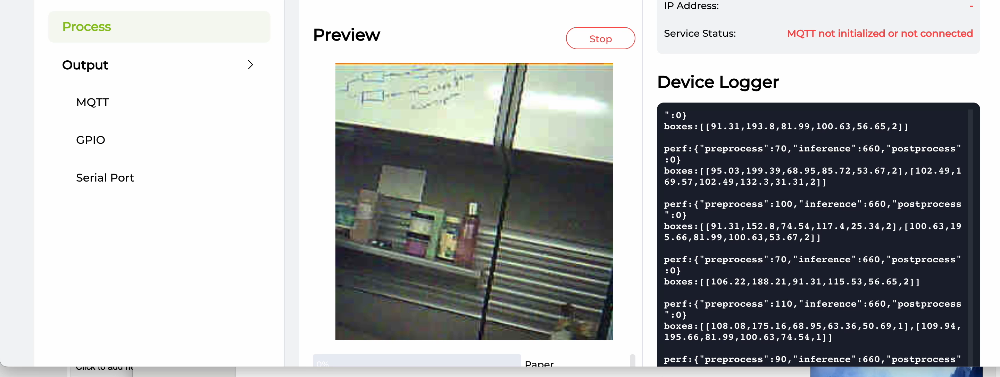 Process
Output
MQTT
GPIO
Serial Port
Preview
Stop
0%
Paper
IP Address:
-
Service Status:
MQTT not initialized or not connected
Device Logger
":0}
boxes:[[91.31,193.8,81.99,100.63,56.65,2]]
perf:{"preprocess":70,"inference":660,"postprocess"
:0}
boxes:[[95.03,199.39,68.95,85.72,53.67,2],[102.49,1
69.57,102.49,132.3,31.31,2]]
perf:{"preprocess":100,"inference":660,"postprocess
":0}
boxes:[[91.31,152.8,74.54,117.4,25.34,2],[100.63,19
5.66,81.99,100.63,53.67,2]]
perf:{"preprocess":70,"inference":660,"postprocess"
:0}
boxes:[[106.22,188.21,91.31,115.53,56.65,2]]
perf:{"preprocess":110,"inference":660,"postprocess
":0}
boxes:[[108.08,175.16,68.95,63.36,50.69,1],[109.94,
195.66,81.99,100.63,74.54,1]]
perf:{"preprocess":90,"inference":660,"postprocess"
Click to add